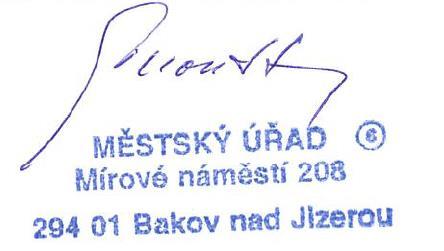 MĚSTSKÝ ÚŘAD 6
Mírové náměstí 208
294 01 Bakov nad Jizerou